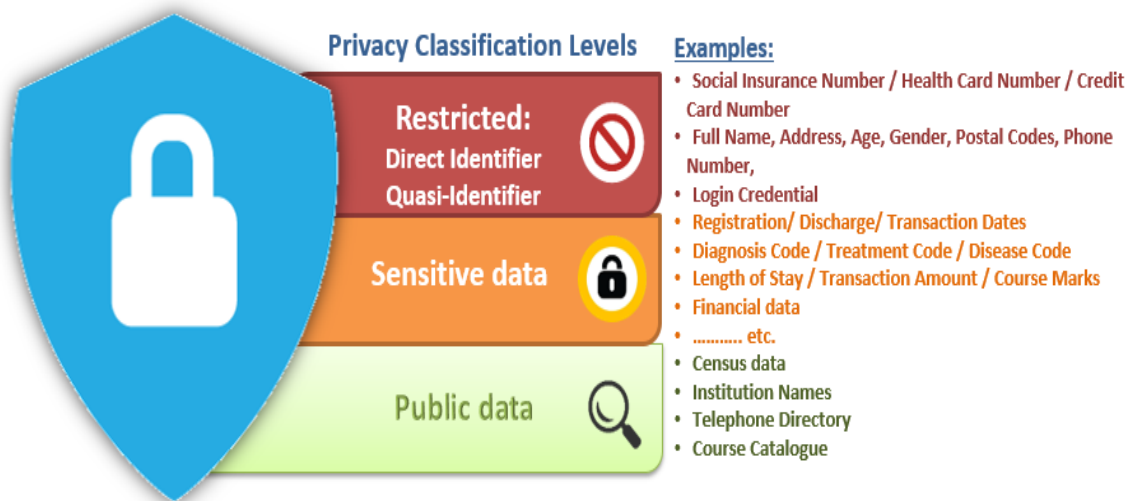 Privacy Classification Levels
Restricted:
Direct Identifier
Quasi-Identifier
Sensitive data
Public data
Examples:
• Social Insurance Number / Health Card Number / Credit
Card Number
• Full Name, Address, Age, Gender, Postal Codes, Phone
Number,
• Login Credential
• Registration/ Discharge/ Transaction Dates
• Diagnosis Code / Treatment Code / Disease Code
• Length of Stay / Transaction Amount / Course Marks
• Financial data
• ……….. etc.
• Census data
• Institution Names
• Telephone Directory
• Course Catalogue